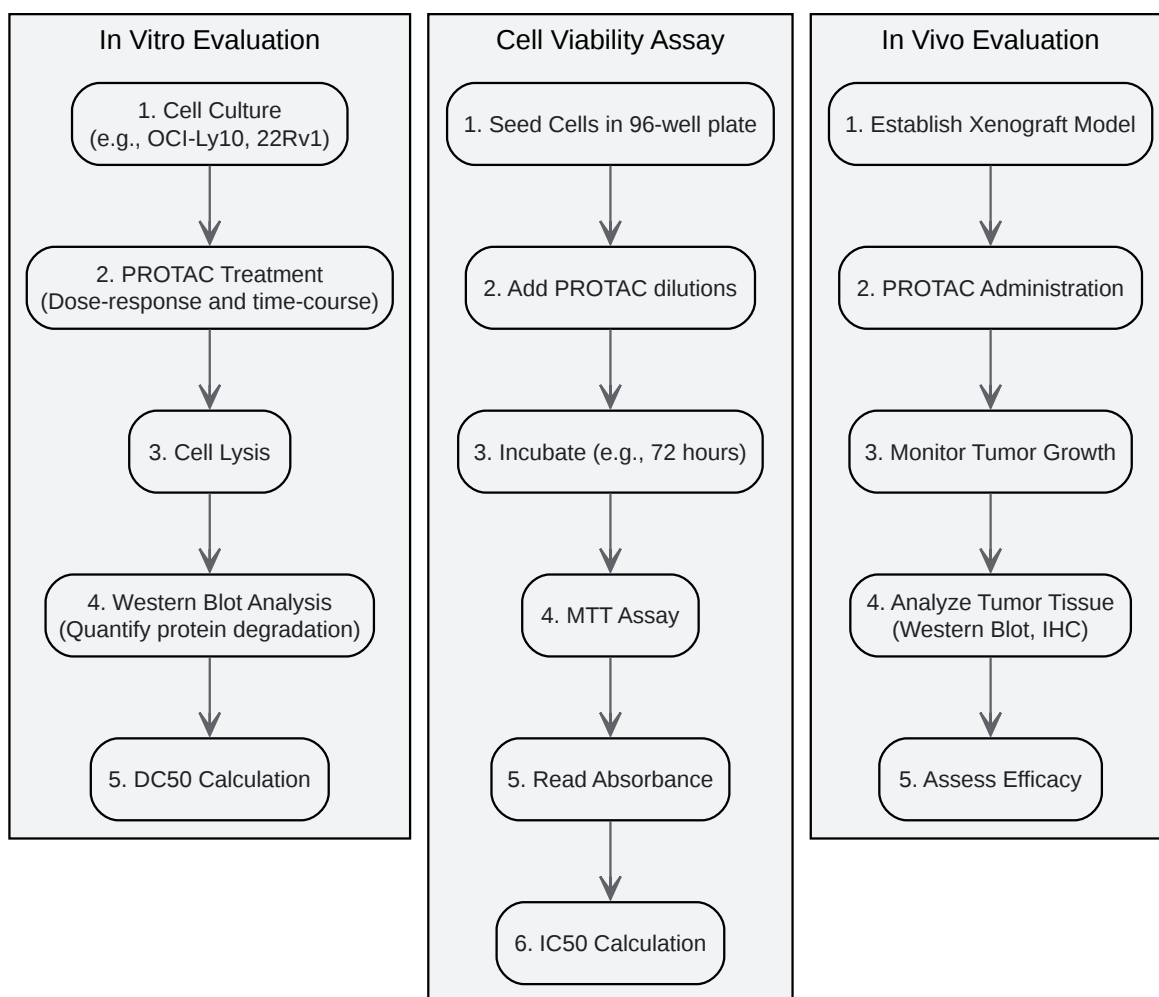 In Vitro Evaluation
1. Cell Culture
(e.g., OCI-Ly10, 22Rv1)
2. PROTAC Treatment
(Dose-response and time-course)
3. Cell Lysis
4. Western Blot Analysis
(Quantify protein degradation)
5. DC50 Calculation
Cell Viability Assay
1. Seed Cells in 96-well plate
2. Add PROTAC dilutions
3. Incubate (e.g., 72 hours)
4. MTT Assay
5. Read Absorbance
6. IC50 Calculation
In Vivo Evaluation
1. Establish Xenograft Model
2. PROTAC Administration
3. Monitor Tumor Growth
4. Analyze Tumor Tissue
(Western Blot, IHC)
5. Assess Efficacy